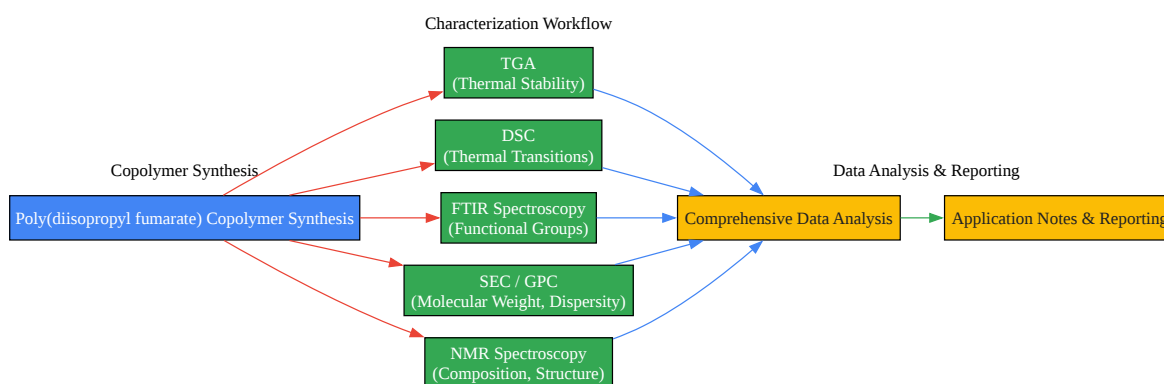 Characterization Workflow
TGA
(Thermal Stability)
DSC
(Thermal Transitions)
Copolymer Synthesis
Data Analysis & Reporting
Poly(diisopropyl fumarate) Copolymer Synthesis
FTIR Spectroscopy
(Functional Groups)
Comprehensive Data Analysis
Application Notes & Reporting
SEC / GPC
(Molecular Weight, Dispersity)
NMR Spectroscopy
(Composition, Structure)